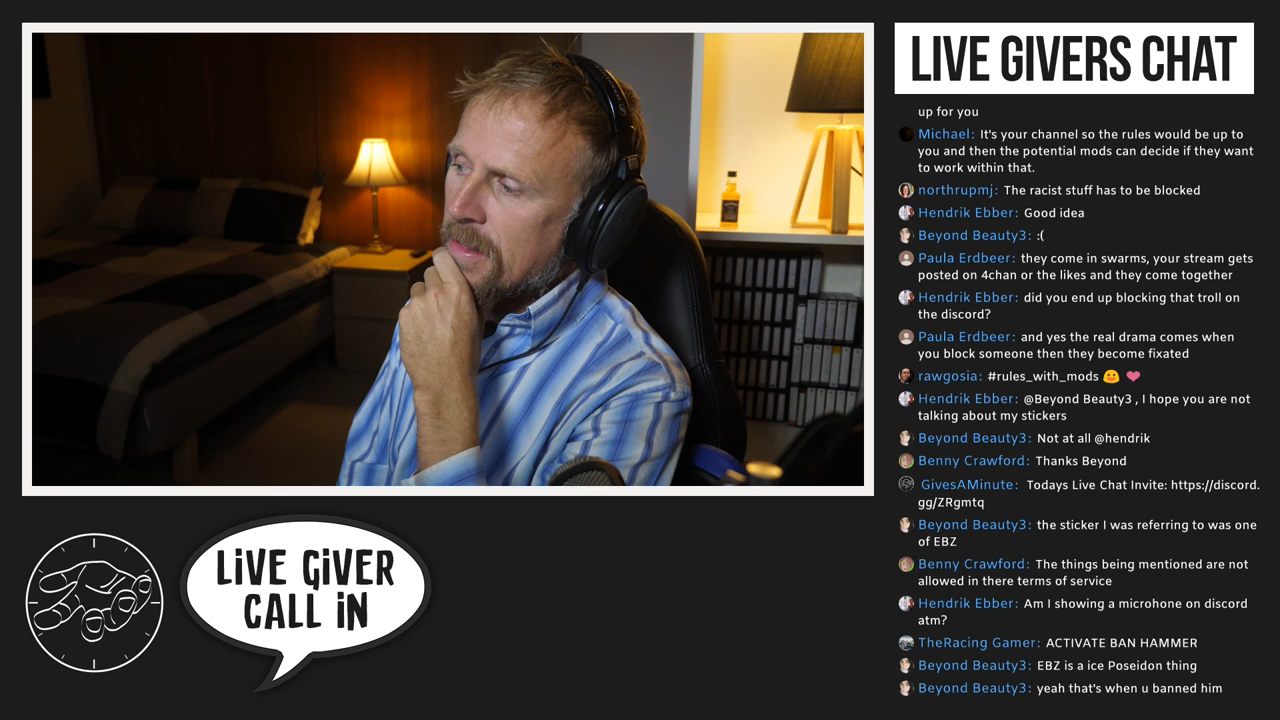 LIVE GIVERS CHAT
up for you
Michael: It's your channel so the rules would be up to
you and then the potential mods can decide if they want
to work within that.
northrupmj: The racist stuff has to be blocked
Hendrik Ebber: Good idea
Beyond Beauty3: :(
Paula Erdbeer: they come in swarms, your stream gets
posted on 4chan or the likes and they come together
Hendrik Ebber: did you end up blocking that troll on
the discord?
Paula Erdbeer: and yes the real drama comes when
you block someone then they become fixated
rawgosia: #rules_with_mods
Hendrik Ebber: @Beyond Beauty3 , I hope you are not
talking about my stickers
Beyond Beauty3: Not at all @hendrik
Benny Crawford: Thanks Beyond
GivesAMinute: Todays Live Chat Invite: https://discord.
gg/ZRgmtq
Beyond Beauty3: the sticker I was referring to was one
of EBZ
Benny Crawford: The things being mentioned are not
allowed in there terms of service
Hendrik Ebber: Am I showing a microhone on discord
atm?
TheRacing Gamer: ACTIVATE BAN HAMMER
Beyond Beauty3: EBZ is a ice Poseidon thing
Beyond Beauty3: yeah that's when u banned him
LiVE GiVER
CALL iN